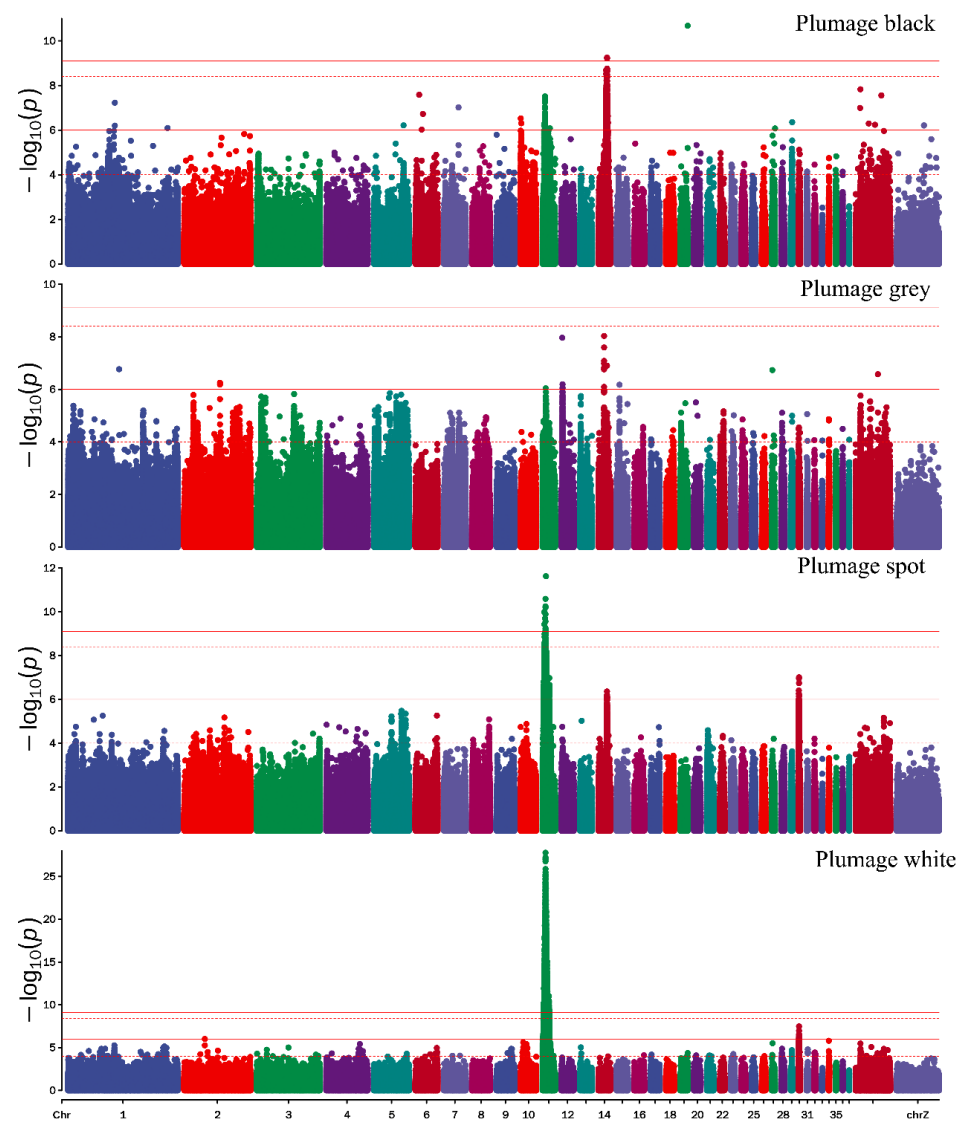 Plumage black
− log10(p)
10
8
6
4
2
0
Plumage grey
− log10(p)
10
8
6
4
2
0
Plumage spot
− log10(p)
12
10
8
6
4
2
0
Plumage white
− log10(p)
25
20
15
10
5
0
Chr 1 2 3 4 5 6 7 8 9 10 12 14 16 18 20 22 25 28 31 35 chrZ